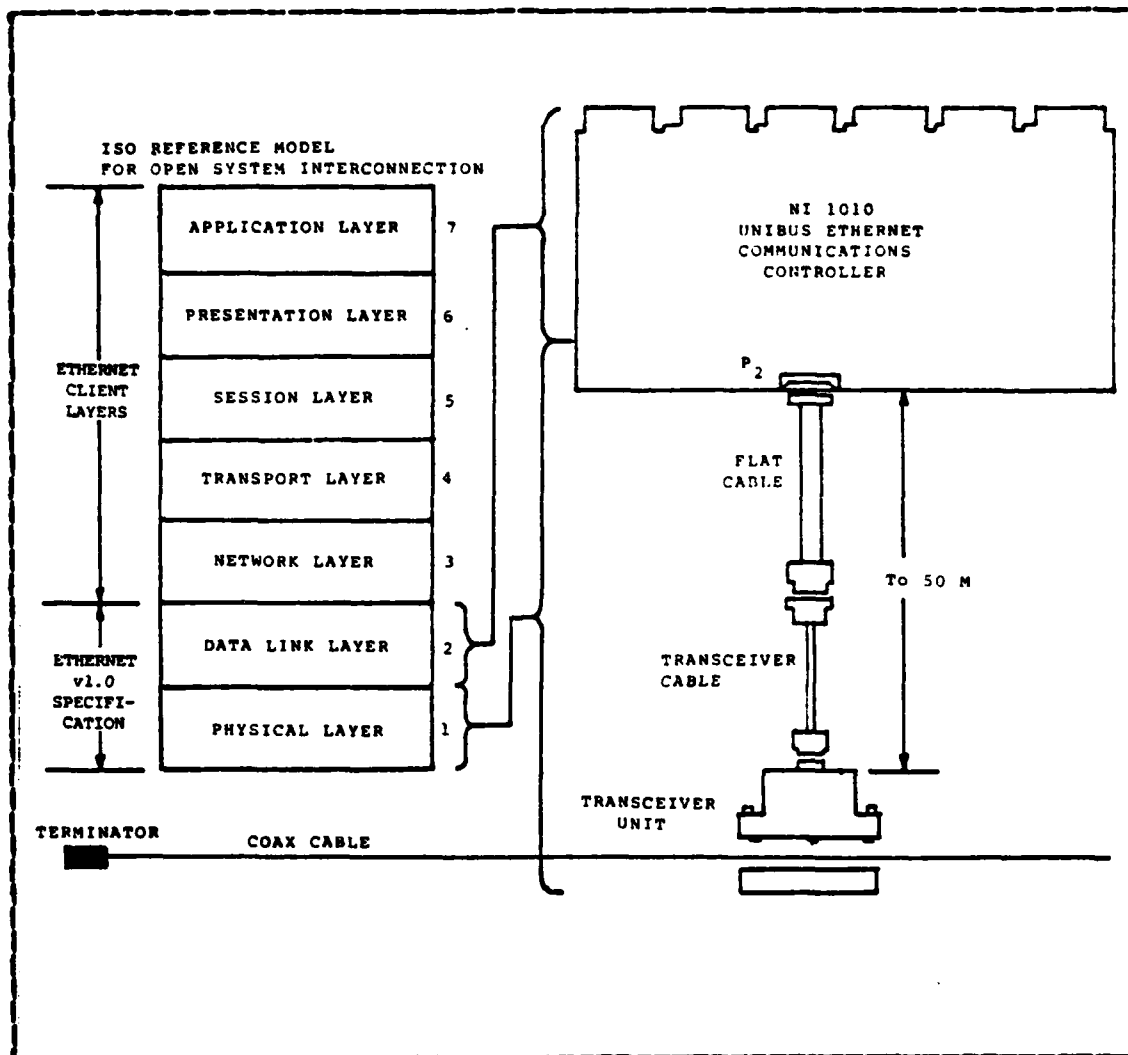 ISO REFERENCE MODEL
FOR OPEN SYSTEM INTERCONNECTION
APPLICATION LAYER 7
PRESENTATION LAYER 6
SESSION LAYER 5
TRANSPORT LAYER 4
NETWORK LAYER 3
DATA LINK LAYER 2
PHYSICAL LAYER 1
ETHERNET
CLIENT
LAYERS
ETHERNET
v1.0
SPECIFI-
CATION
NI 1010
UNIBUS ETHERNET
COMMUNICATIONS
CONTROLLER
P2
FLAT
CABLE
To 50 M
TRANSCEIVER
CABLE
TRANSCEIVER
UNIT
TERMINATOR
COAX CABLE